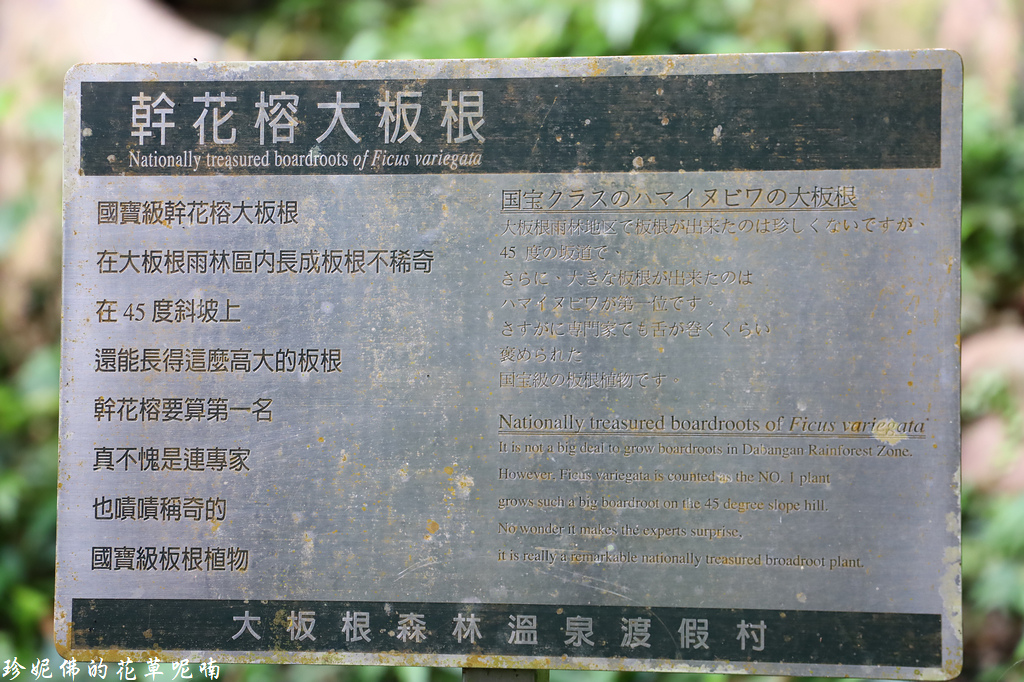 幹花榕大板根
Nationally treasured boardroots of Ficus variegata
國寶級幹花榕大板根
在大板根雨林區內長成板根不稀奇
在 45 度斜坡上
還能長得這麼高大的板根
幹花榕要算第一名
真不愧是連專家
也嘖嘖稱奇的
國寶級板根植物
国宝クラスのハマイヌビワの大板根
大板根雨林地区で板根が出来たのは珍しくないですが、
45 度の坂道で、
さらに、大きな板根が出来たのは
ハマイヌビワが第一位です。
さすがに専門家でも舌が巻くくらい
褒められた
国宝級の板根植物です。
Nationally treasured boardroots of Ficus variegata
It is not a big deal to grow boardroots in Dabangan Rainforest Zone.
However, Ficus variegata is counted as the NO. 1 plant
grows such a big boardroot on the 45 degree slope hill.
No wonder it makes the experts surprise,
it is really a remarkable nationally treasured broadroot plant.
大板根森林溫泉渡假村
珍妮佛的花草呢喃